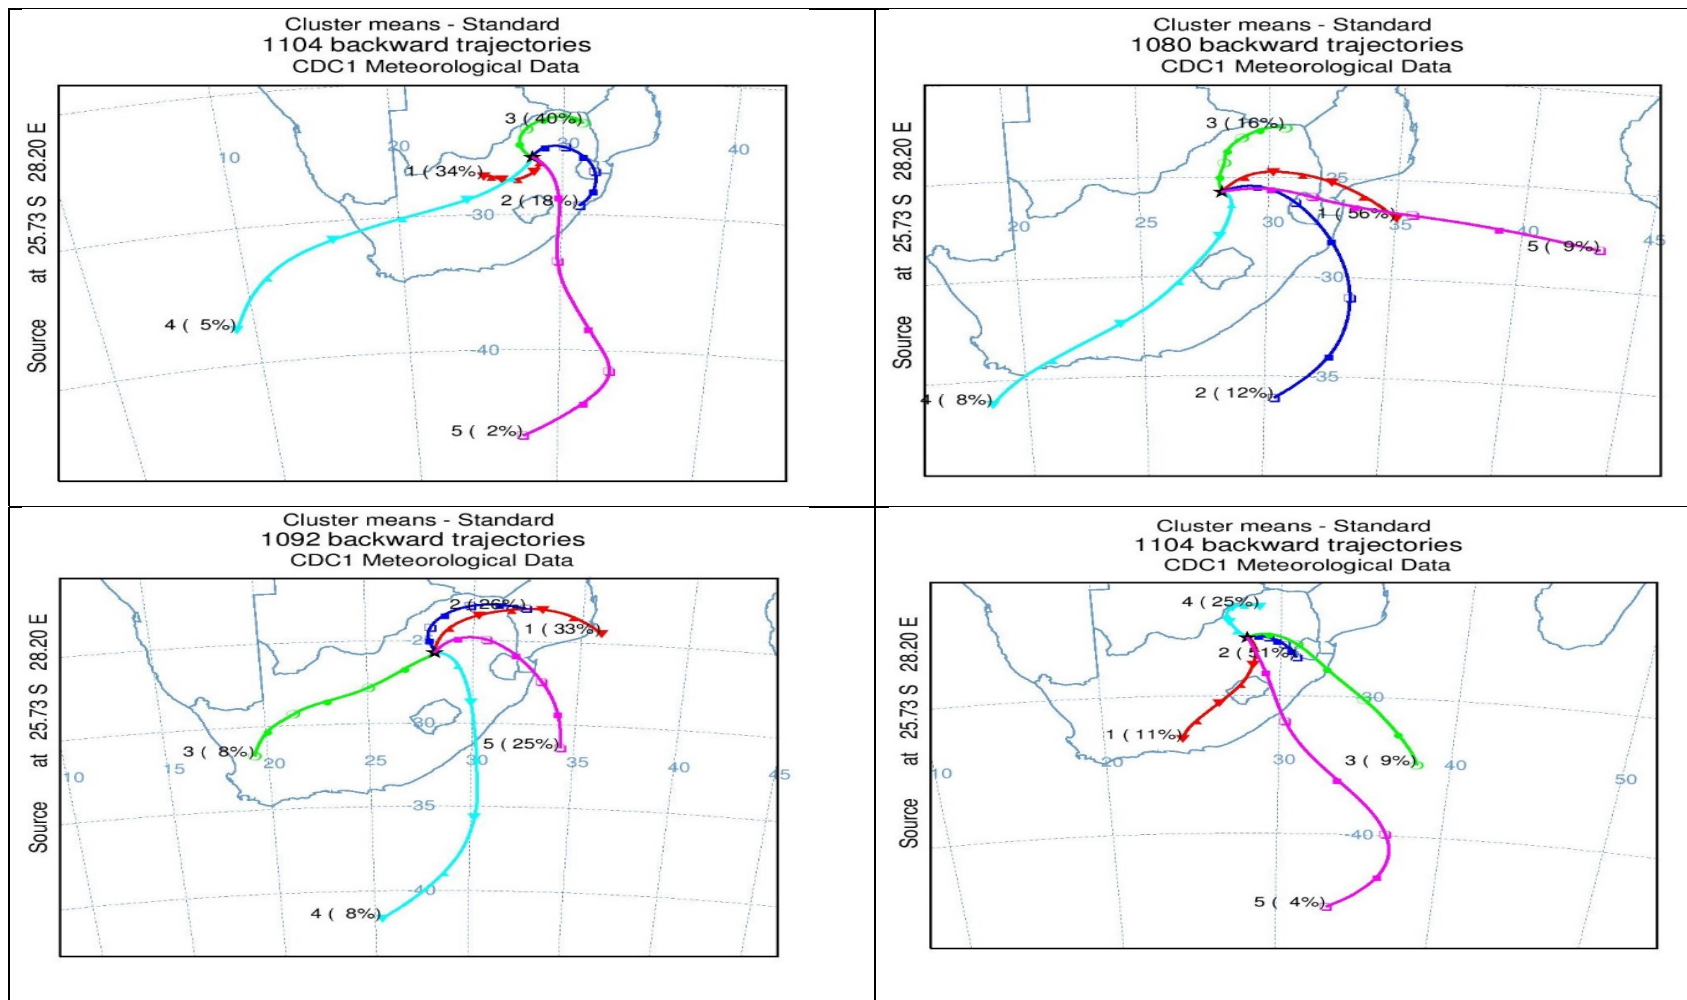 Cluster means - Standard
1104 backward trajectories
CDC1 Meteorological Data
Source at 25.73 S 28.20 E
10
20
30
40
-30
-40
1 ( 34%)
2 ( 18%)
3 ( 40%)
4 ( 5%)
5 ( 2%)
Cluster means - Standard
1080 backward trajectories
CDC1 Meteorological Data
Source at 25.73 S 28.20 E
20
25
30
35
40
45
-25
-30
-35
1 ( 56%)
2 ( 12%)
3 ( 16%)
4 ( 8%)
5 ( 9%)
Cluster means - Standard
1092 backward trajectories
CDC1 Meteorological Data
Source at 25.73 S 28.20 E
10
15
20
25
30
35
40
45
-30
-35
-40
1 ( 33%)
2 ( 26%)
3 ( 8%)
4 ( 8%)
5 ( 25%)
Cluster means - Standard
1104 backward trajectories
CDC1 Meteorological Data
Source at 25.73 S 28.20 E
10
20
30
40
50
-30
-40
1 ( 11%)
2 ( 51%)
3 ( 9%)
4 ( 25%)
5 ( 4%)